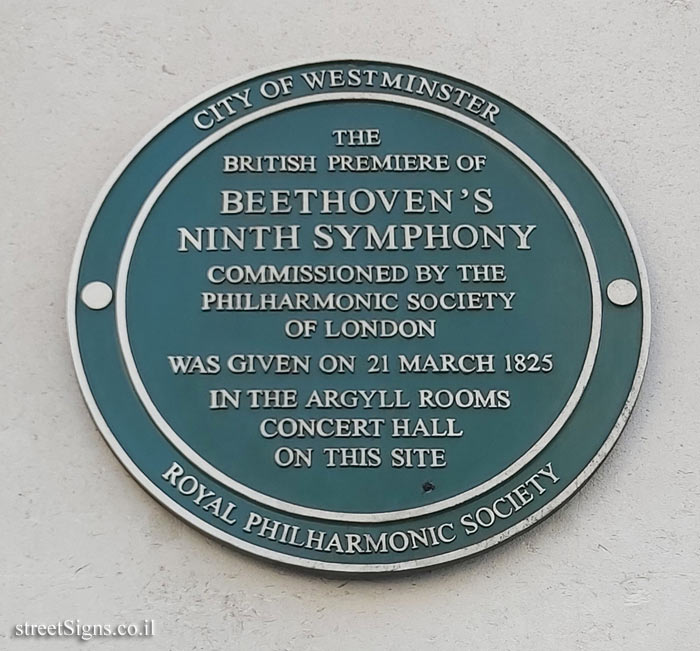 CITY OF WESTMINSTER
THE
BRITISH PREMIERE OF
BEETHOVEN'S
NINTH SYMPHONY
COMMISSIONED BY THE
PHILHARMONIC SOCIETY
OF LONDON
WAS GIVEN ON 21 MARCH 1825
IN THE ARGYLL ROOMS
CONCERT HALL
ON THIS SITE
ROYAL PHILHARMONIC SOCIETY
streetSigns.co.il